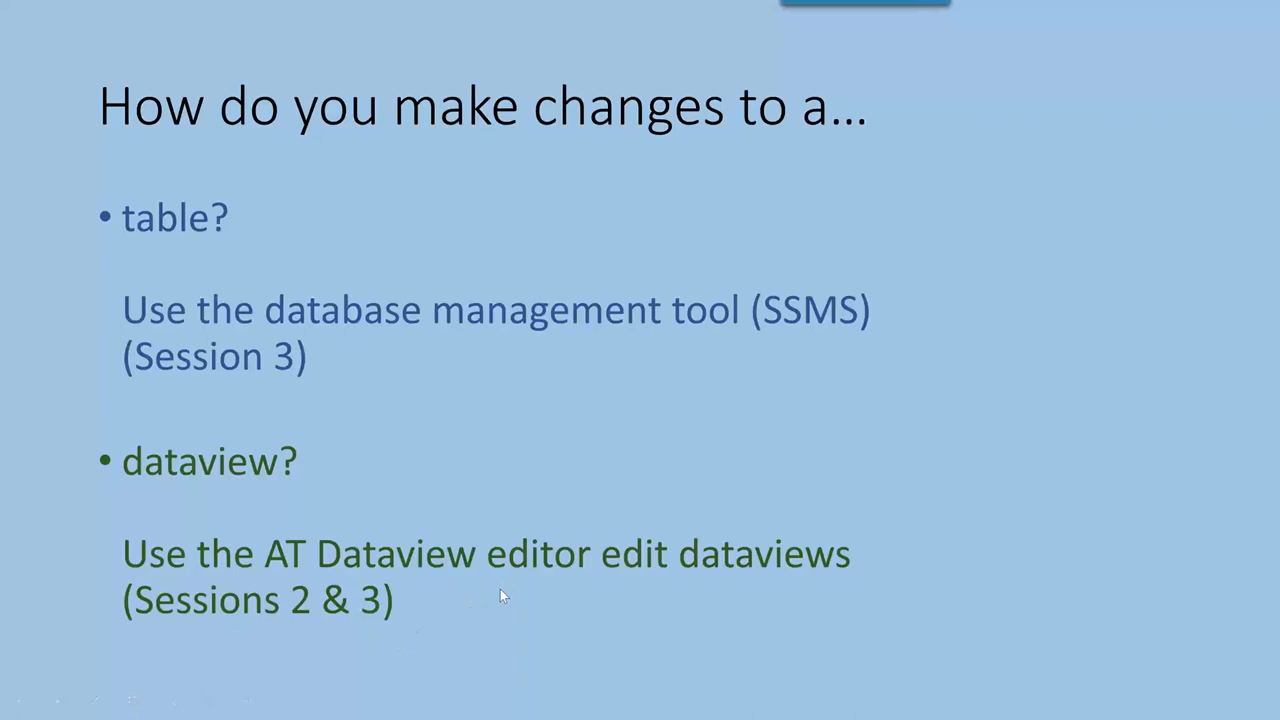 How do you make changes to a...
• table?
Use the database management tool (SSMS)
(Session 3)
• dataview?
Use the AT Dataview editor edit dataviews
(Sessions 2 & 3)